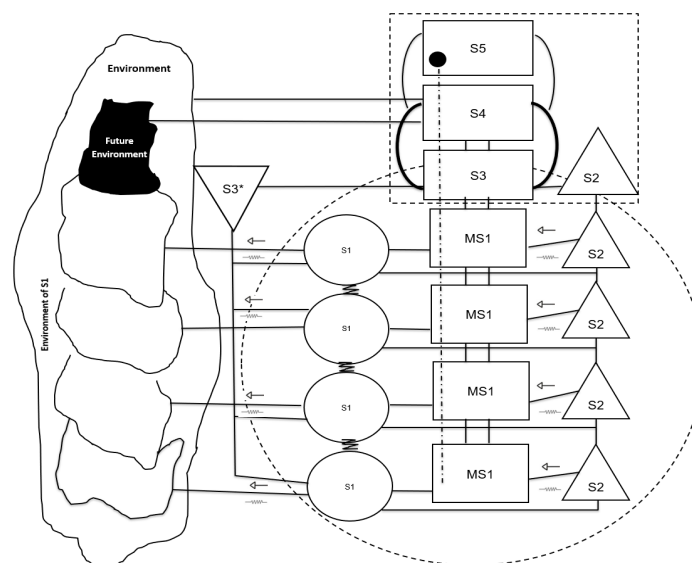 Environment
Future
Environment
Environment of S1
S5
S4
S3
S3*
S2
S1
MS1
S2
S1
MS1
S2
S1
MS1
S2
S1
MS1
S2